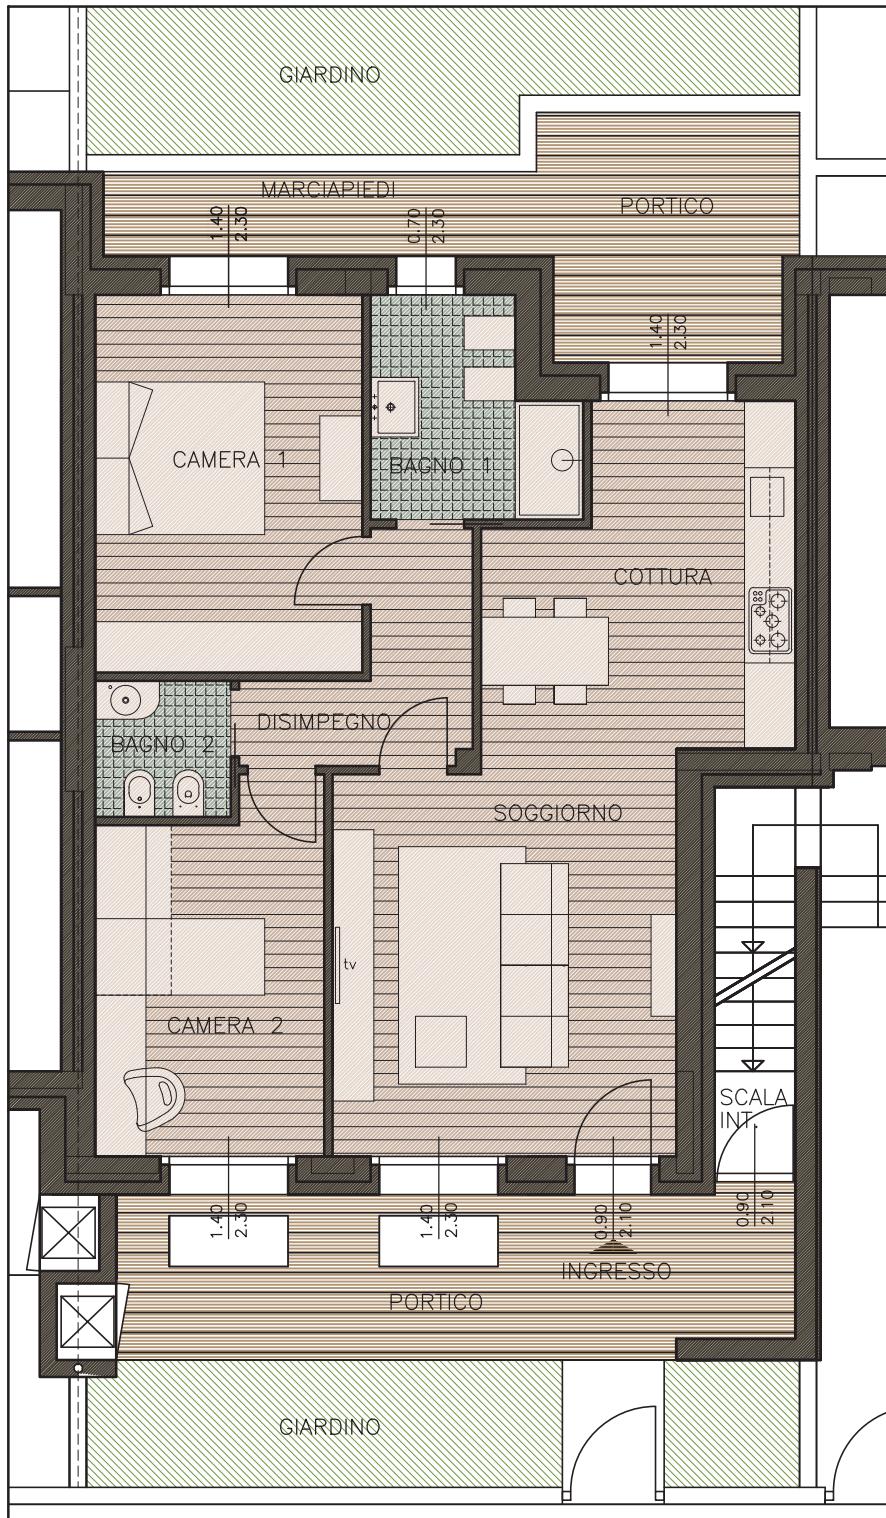 GIARDINO
MARCIAPIEDI
PORTICO
1.40
2.30
0.70
2.30
1.40
2.30
CAMERA 1
BAGNO 1
COTTURA
DISIMPEGNO
BAGNO 2
SOGGIORNO
tv
CAMERA 2
SCALA
INT.
1.40
2.30
1.40
2.30
0.90
2.10
0.90
2.10
INGRESSO
PORTICO
GIARDINO